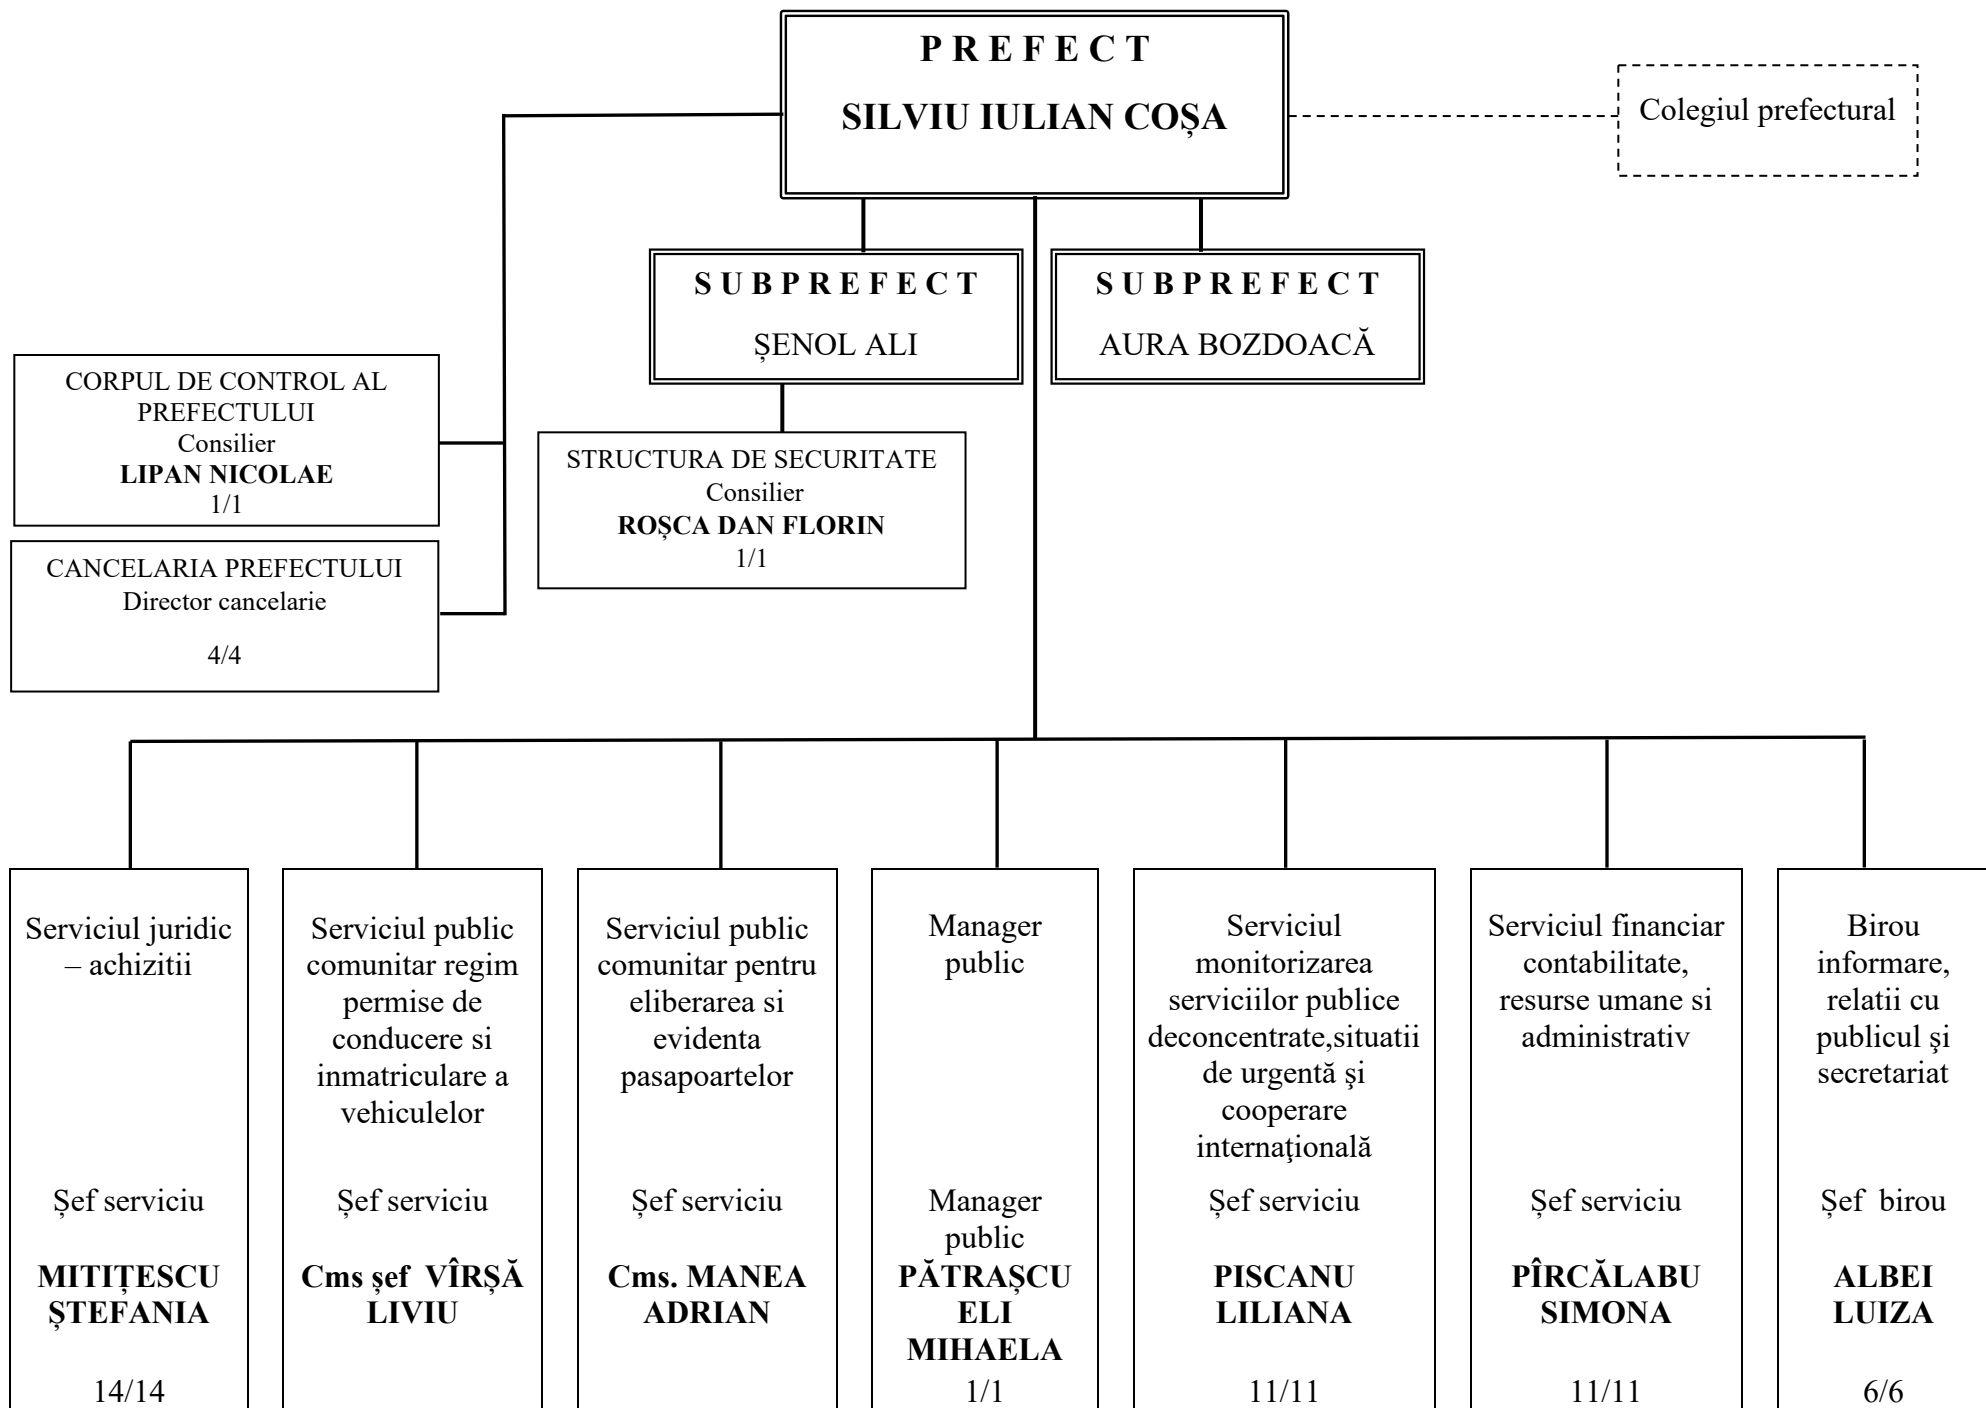 P R E F E C T
SILVIU IULIAN COȘA
Colegiul prefectural
S U B P R E F E C T
ȘENOL ALI
S U B P R E F E C T
AURA BOZDOACĂ
CORPUL DE CONTROL AL
PREFECTULUI
Consilier
LIPAN NICOLAE
1/1
STRUCTURA DE SECURITATE
Consilier
ROȘCA DAN FLORIN
1/1
CANCELARIA PREFECTULUI
Director cancelarie
4/4
Serviciul juridic
– achizitii
Șef serviciu
MITIȚESCU
ȘTEFANIA
14/14
Serviciul public
comunitar regim
permise de
conducere si
inmatriculare a
vehiculelor
Șef serviciu
Cms șef  VÎRȘĂ
LIVIU
Serviciul public
comunitar pentru
eliberarea si
evidenta
pasapoartelor
Șef serviciu
Cms. MANEA
ADRIAN
Manager
public
Manager
public
PĂTRAȘCU
ELI
MIHAELA
1/1
Serviciul
monitorizarea
serviciilor publice
deconcentrate,situatii
de urgentă şi
cooperare
internaţională
Șef serviciu
PISCANU
LILIANA
11/11
Serviciul financiar
contabilitate,
resurse umane si
administrativ
Șef serviciu
PÎRCĂLABU
SIMONA
11/11
Birou
informare,
relatii cu
publicul şi
secretariat
Șef  birou
ALBEI
LUIZA
6/6